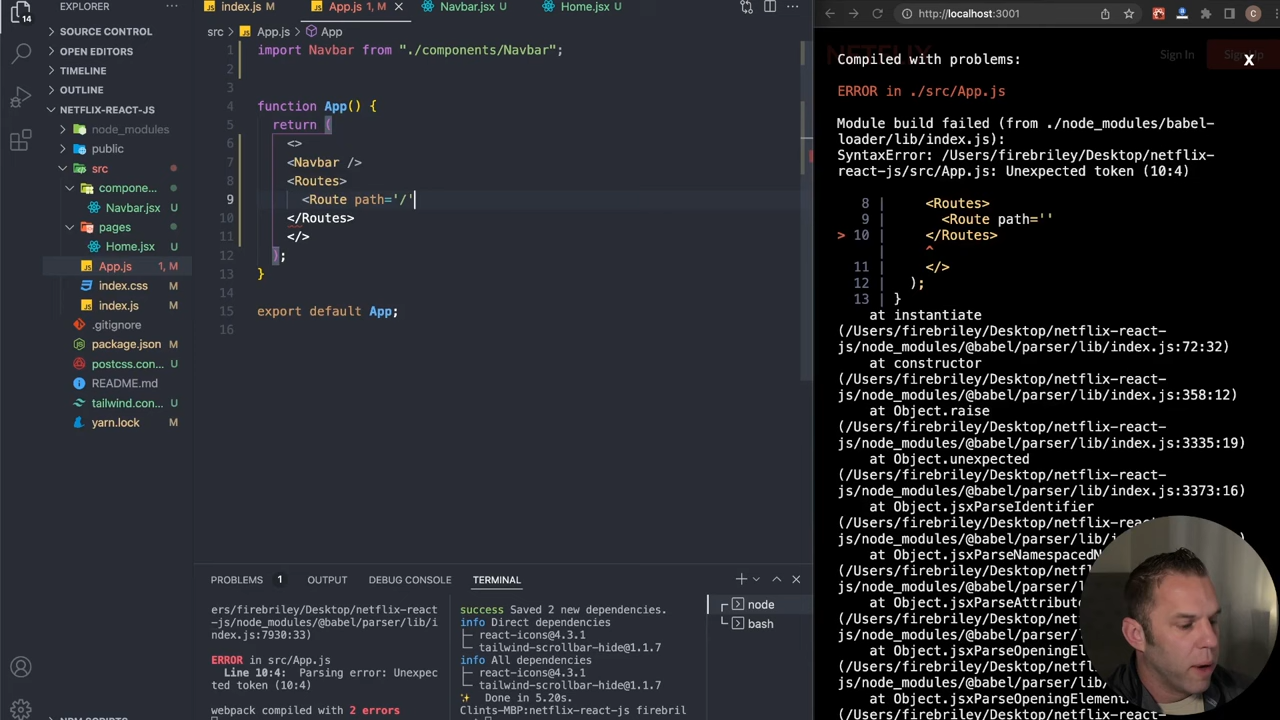 EXPLORER
SOURCE CONTROL
OPEN EDITORS
TIMELINE
OUTLINE
NETFLIX-REACT-JS
node_modules
public
src
compone...
Navbar.jsx U
pages
Home.jsx U
App.js 1, M
index.css M
index.js M
.gitignore
package.json M
postcss.con... U
README.md
tailwind.con... U
yarn.lock M
14
index.js M
App.js 1, M
Navbar.jsx U
Home.jsx U
src > App.js > App
1 import Navbar from "./components/Navbar";
2
3
4 function App() {
5 return (
6 <>
7 <Navbar />
8 <Routes>
9 <Route path='/'
10 </Routes>
11 </>
12 );
13 }
14
15 export default App;
16
PROBLEMS 1 OUTPUT DEBUG CONSOLE TERMINAL
ers/firebriley/Desktop/netflix-react
-js/node_modules/@babel/parser/lib/i
ndex.js:7930:33)
ERROR in src/App.js
Line 10:4: Parsing error: Unexpec
ted token (10:4)
webpack compiled with 2 errors
success Saved 2 new dependencies.
info Direct dependencies
├─ react-icons@4.3.1
└─ tailwind-scrollbar-hide@1.1.7
info All dependencies
├─ react-icons@4.3.1
└─ tailwind-scrollbar-hide@1.1.7
✨ Done in 5.20s.
Clints-MBP:netflix-react-js firebril
node
bash
http://localhost:3001
C
Sign In
Compiled with problems:
X
ERROR in ./src/App.js
Module build failed (from ./node_modules/babel-
loader/lib/index.js):
SyntaxError: /Users/firebriley/Desktop/netflix-
react-js/src/App.js: Unexpected token (10:4)
8 | <Routes>
9 | <Route path=''
> 10 | </Routes>
| ^
11 | </>
12 | );
13 | }
at instantiate
(/Users/firebriley/Desktop/netflix-react-
js/node_modules/@babel/parser/lib/index.js:72:32)
at constructor
(/Users/firebriley/Desktop/netflix-react-
js/node_modules/@babel/parser/lib/index.js:358:12)
at Object.raise
(/Users/firebriley/Desktop/netflix-react-
js/node_modules/@babel/parser/lib/index.js:3335:19)
at Object.unexpected
(/Users/firebriley/Desktop/netflix-react-
js/node_modules/@babel/parser/lib/index.js:3373:16)
at Object.jsxParseIdentifier
(/Users/firebriley/Desktop/netflix-react-
js/node_modules/@babel/parser/lib/index.js
at Object.jsxParseNamespacedN
(/Users/firebriley/Desktop/netflix-
js/node_modules/@babel/parser/li
at Object.jsxParseAttribut
(/Users/firebriley/Deskto
js/node_modules/@babel/pa
at Object.jsxParseOpeningEl
(/Users/firebriley/Desktop
js/node_modules/@babel/par
at Object.jsxParseOpeningElemen
(/Users/firebriley/Desktop/netfli